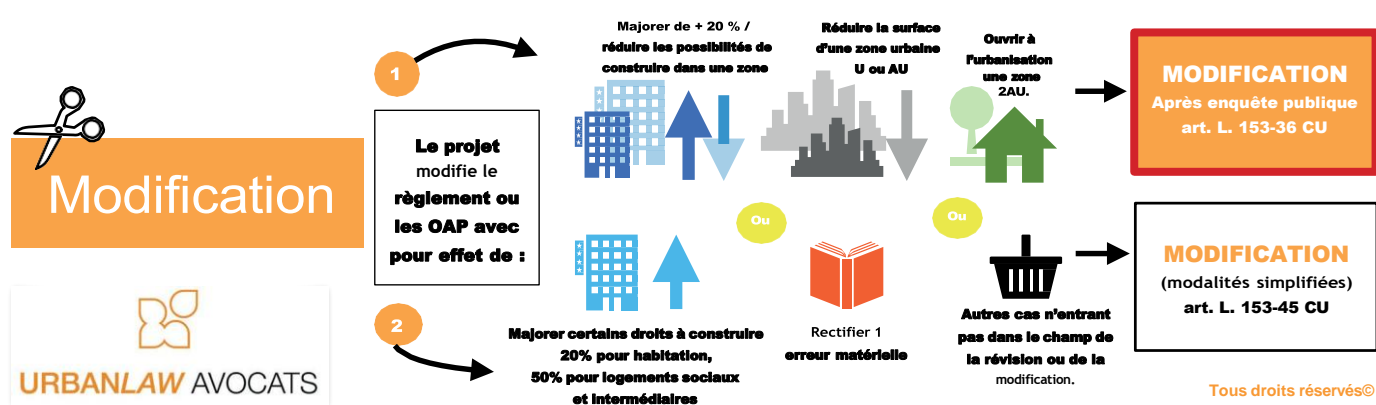 Modification
URBANLAW AVOCATS
Le projet
modifie le
règlement ou
les OAP avec
pour effet de :
1
Majorer de + 20 % /
réduire les possibilités de
construire dans une zone
Réduire la surface
d'une zone urbaine
U ou AU
Ouvrir à
l'urbanisation
une zone
2AU.
MODIFICATION
Après enquête publique
art. L. 153-36 CU
Ou
Ou
2
Majorer certains droits à construire
20% pour habitation,
50% pour logements sociaux
et intermédiaires
Rectifier 1
erreur matérielle
Autres cas n'entrant
pas dans le champ de
la révision ou de la
modification.
MODIFICATION
(modalités simplifiées)
art. L. 153-45 CU
Tous droits réservés©